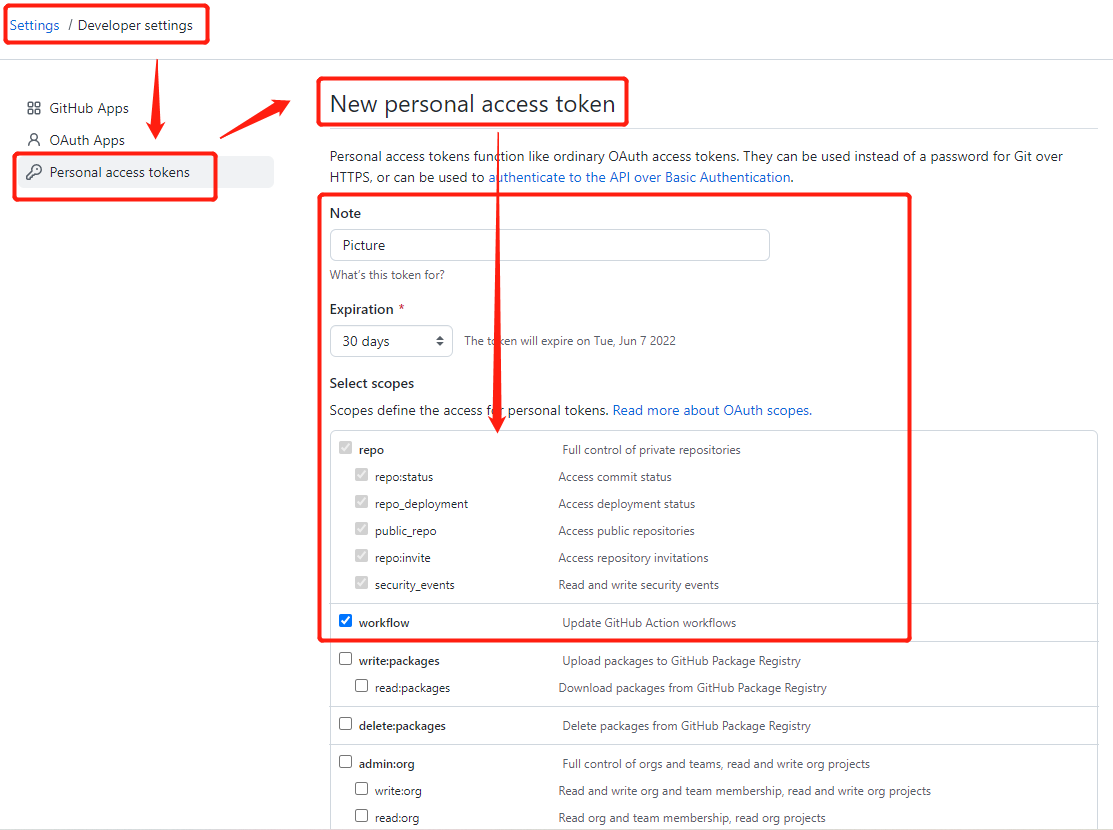 Settings / Developer settings
GitHub Apps
OAuth Apps
Personal access tokens
New personal access token
Personal access tokens function like ordinary OAuth access tokens. They can be used instead of a password for Git over
HTTPS, or can be used to authenticate to the API over Basic Authentication.
Note
Picture
What's this token for?
Expiration *
30 days The token will expire on Tue, Jun 7 2022
Select scopes
Scopes define the access for personal tokens. Read more about OAuth scopes.
repo Full control of private repositories
repo:status Access commit status
repo_deployment Access deployment status
public_repo Access public repositories
repo:invite Access repository invitations
security_events Read and write security events
workflow Update GitHub Action workflows
write:packages Upload packages to GitHub Package Registry
read:packages Download packages from GitHub Package Registry
delete:packages Delete packages from GitHub Package Registry
admin:org Full control of orgs and teams, read and write org projects
write:org Read and write org and team membership, read and write org projects
read:org Read org and team membership, read org projects